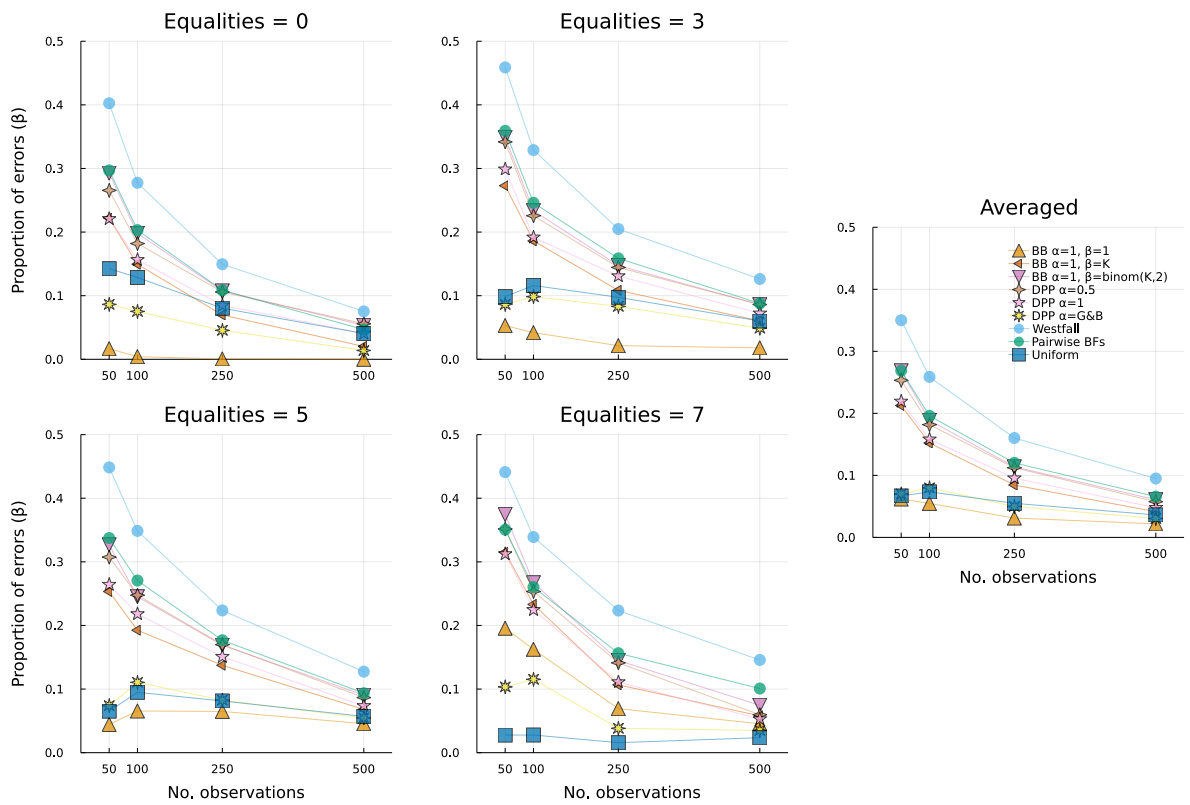 Equalities = 0
Equalities = 3
Proportion of errors (β)
0.5
0.4
0.3
0.2
0.1
0.0
50
100
250
500
0.5
0.4
0.3
0.2
0.1
0.0
50
100
250
500
Equalities = 5
Equalities = 7
Proportion of errors (β)
0.5
0.4
0.3
0.2
0.1
0.0
50
100
250
500
No. observations
0.5
0.4
0.3
0.2
0.1
0.0
50
100
250
500
No. observations
Averaged
0.5
0.4
0.3
0.2
0.1
0.0
50
100
250
500
No. observations
BB α=1, β=1
BB α=1, β=K
BB α=1, β=binom(K,2)
DPP α=0.5
DPP α=1
DPP α=G&B
Westfall
Pairwise BFs
Uniform